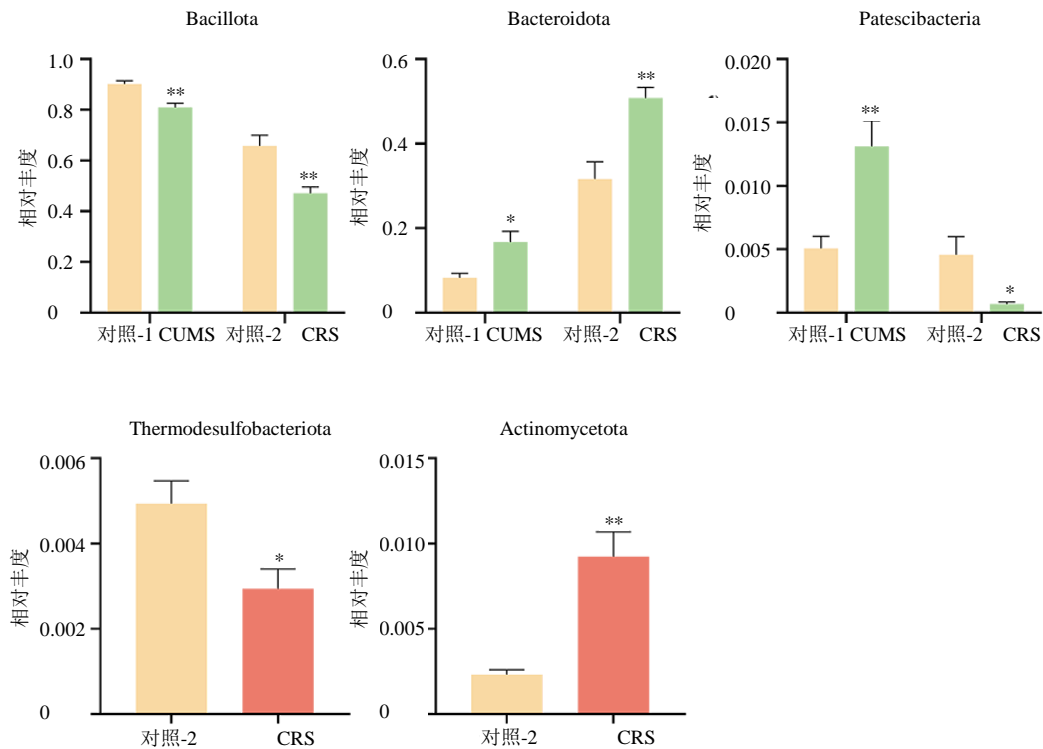 Bacillota
1.0
0.8
0.6
0.4
0.2
0
相对丰度
**
**
对照-1 CUMS 对照-2 CRS
Bacteroidota
0.6
0.4
0.2
0
相对丰度
*
**
对照-1 CUMS 对照-2 CRS
Patescibacteria
0.020
0.015
0.010
0.005
0
相对丰度
**
*
对照-1 CUMS 对照-2 CRS
Thermodesulfobacteriota
0.006
0.004
0.002
0
相对丰度
*
对照-2 CRS
Actinomycetota
0.015
0.010
0.005
0
相对丰度
**
对照-2 CRS